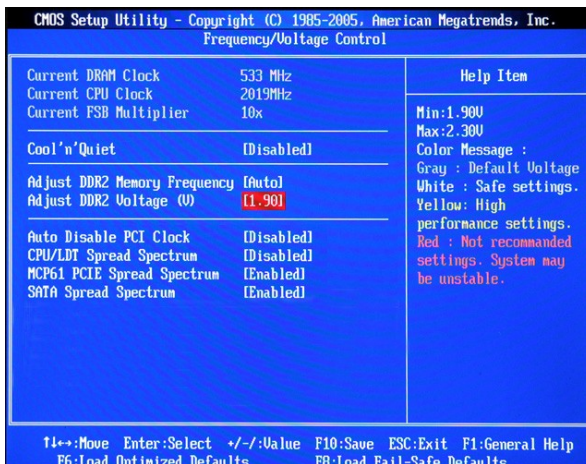 CMOS Setup Utility - Copyright (C) 1985-2005, American Megatrends, Inc.
Frequency/Voltage Control
Current DRAM Clock 533 MHz
Current CPU Clock 2019MHz
Current FSB Multiplier 10x
Cool'n'Quiet [Disabled]
Adjust DDR2 Memory Frequency [Auto]
Adjust DDR2 Voltage (V) [1.90]
Auto Disable PCI Clock [Disabled]
CPU/LDT Spread Spectrum [Disabled]
MCP61 PCIE Spread Spectrum [Enabled]
SATA Spread Spectrum [Enabled]
Help Item
Min:1.90V
Max:2.30V
Color Message :
Gray : Default Voltage
White : Safe settings.
Yellow: High
performance settings.
Red : Not recommanded
settings. System may
be unstable.
↑↓←→:Move Enter:Select +/-/:Value F10:Save ESC:Exit F1:General Help
F6:Load Optimized Defaults F8:Load Fail-Safe Defaults